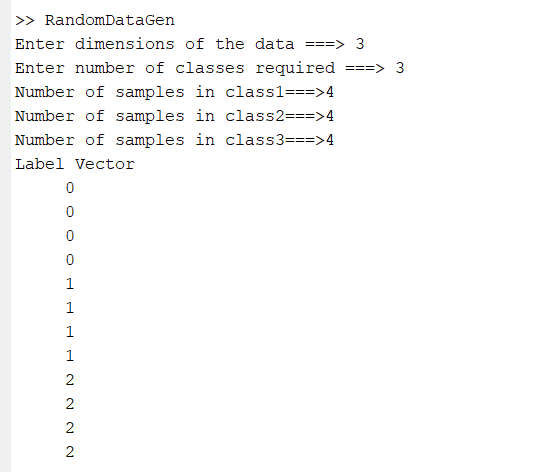 >> RandomDataGen
Enter dimensions of the data ===> 3
Enter number of classes required ===> 3
Number of samples in class1===>4
Number of samples in class2===>4
Number of samples in class3===>4
Label Vector
0
0
0
0
1
1
1
1
2
2
2
2